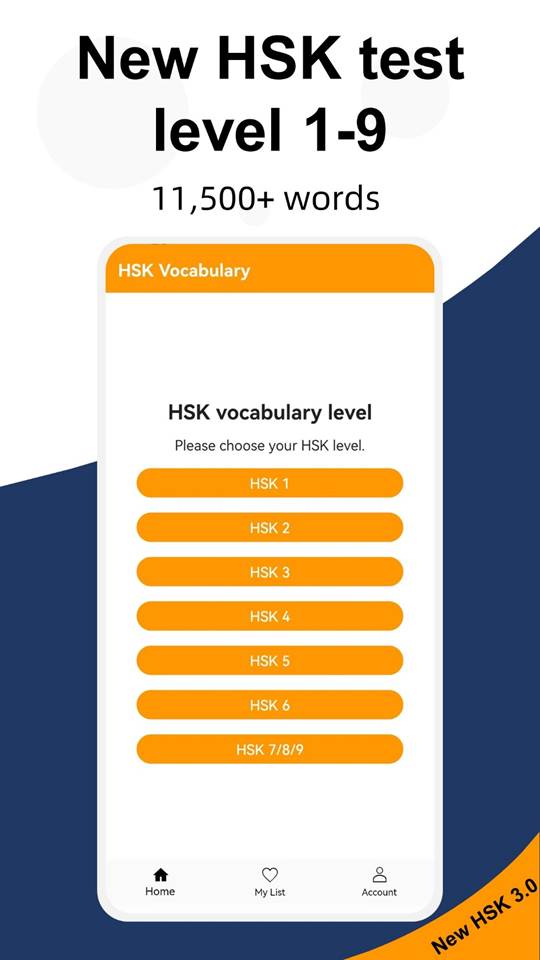 New HSK test
level 1-9
11,500+ words
HSK Vocabulary
HSK vocabulary level
Please choose your HSK level.
HSK 1
HSK 2
HSK 3
HSK 4
HSK 5
HSK 6
HSK 7/8/9
Home
My List
Account
New HSK 3.0